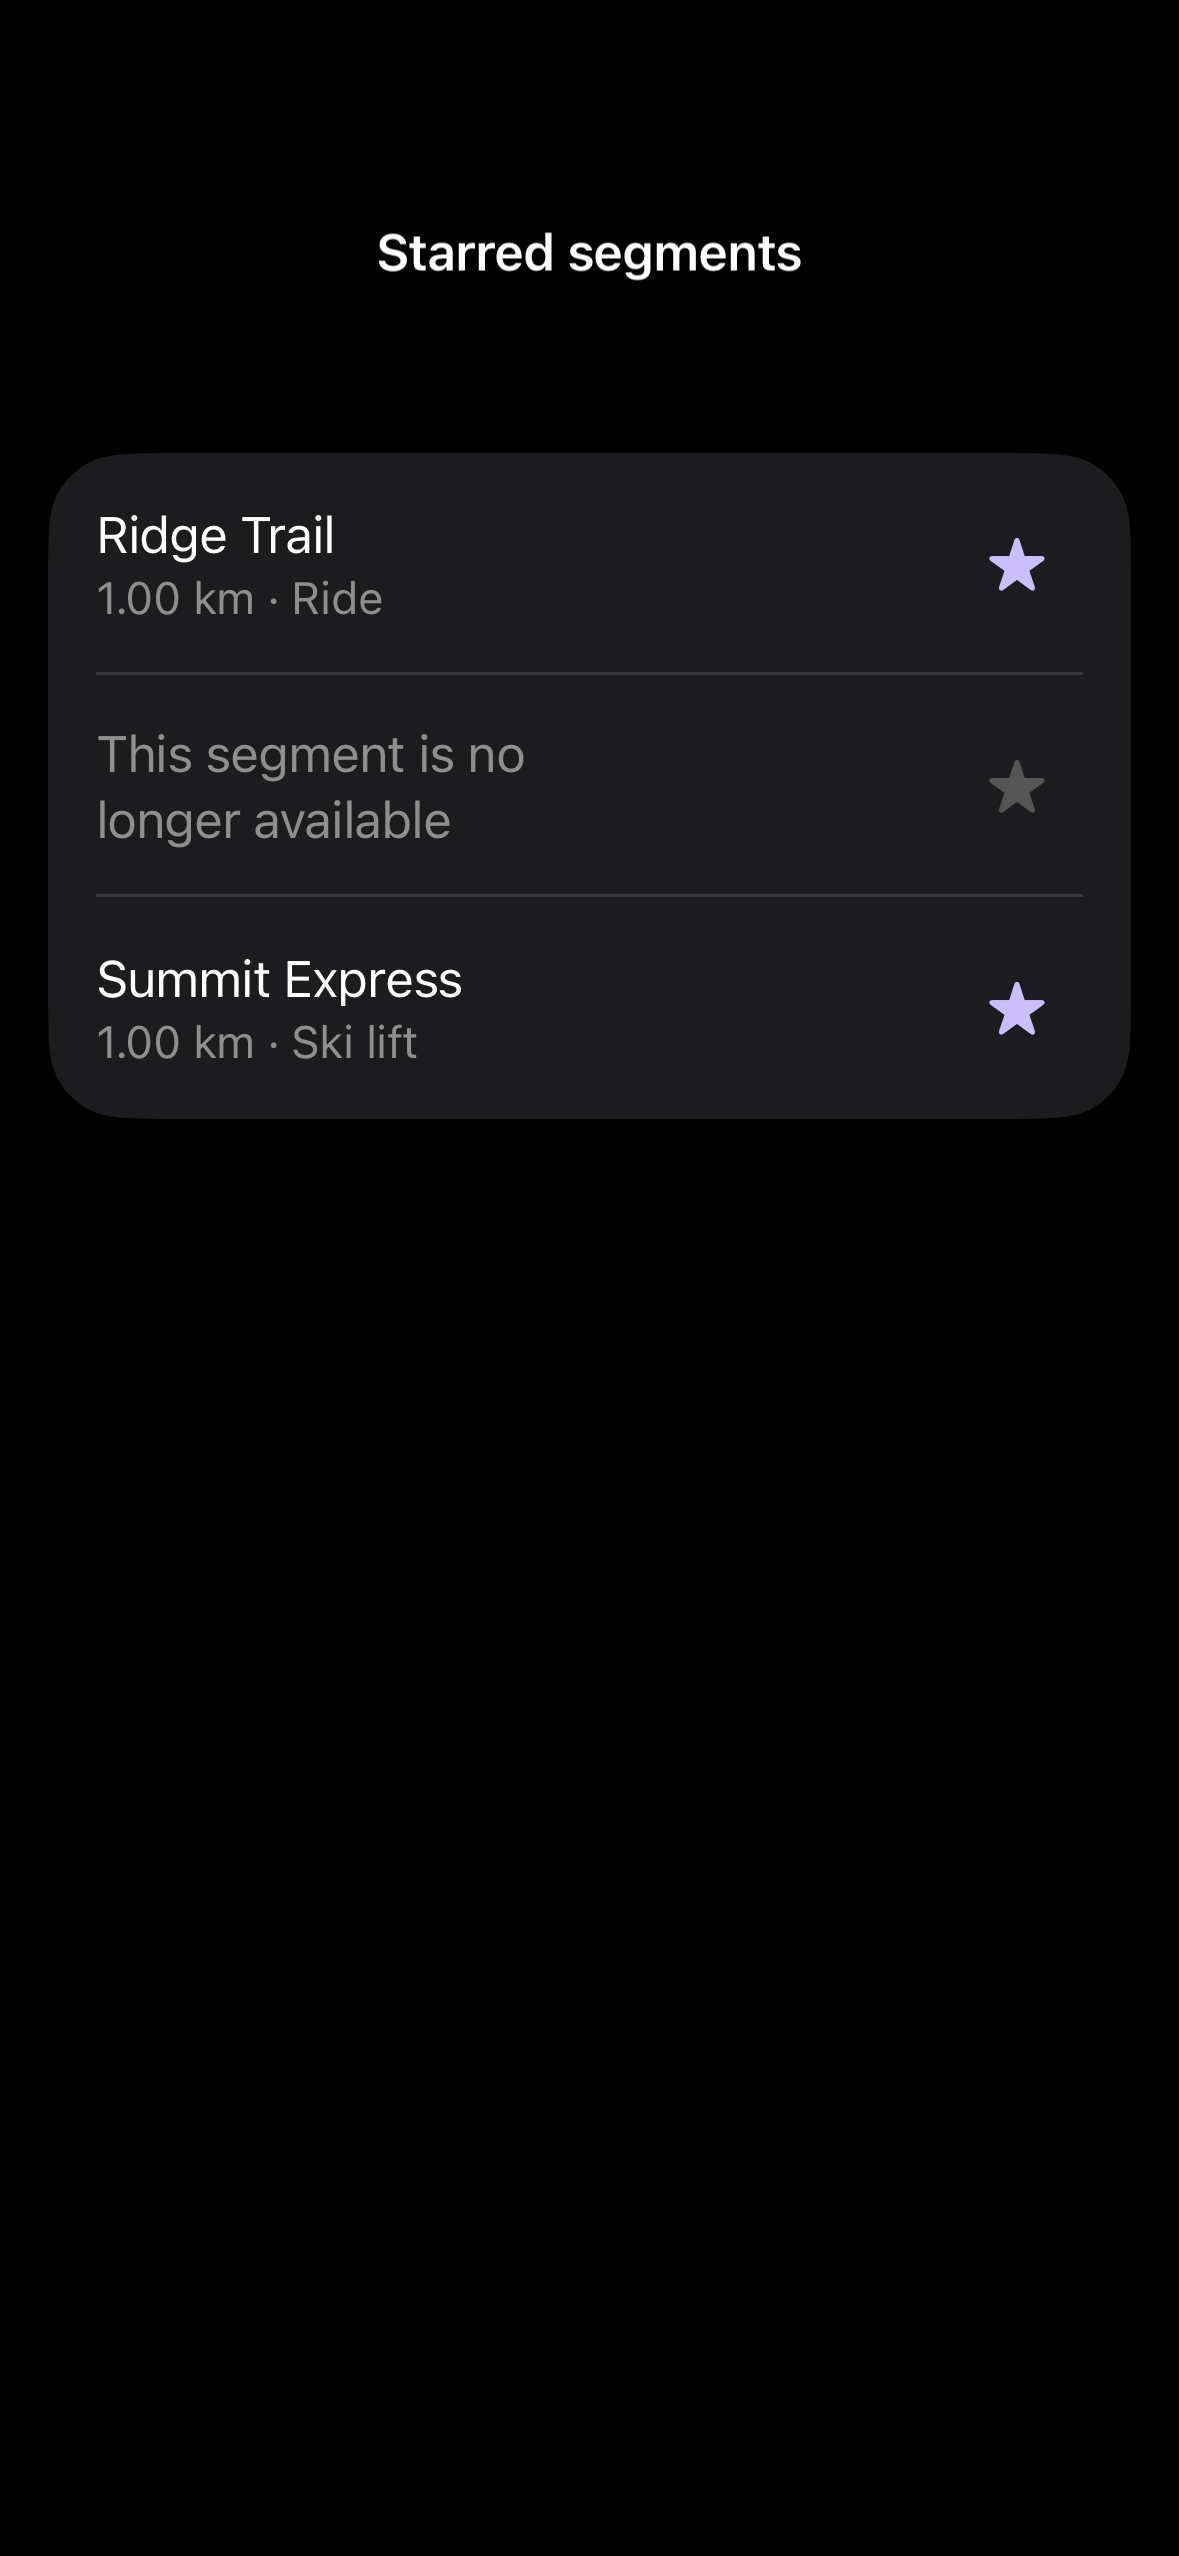 Starred segments
Ridge Trail
1.00 km · Ride
This segment is no
longer available
Summit Express
1.00 km · Ski lift